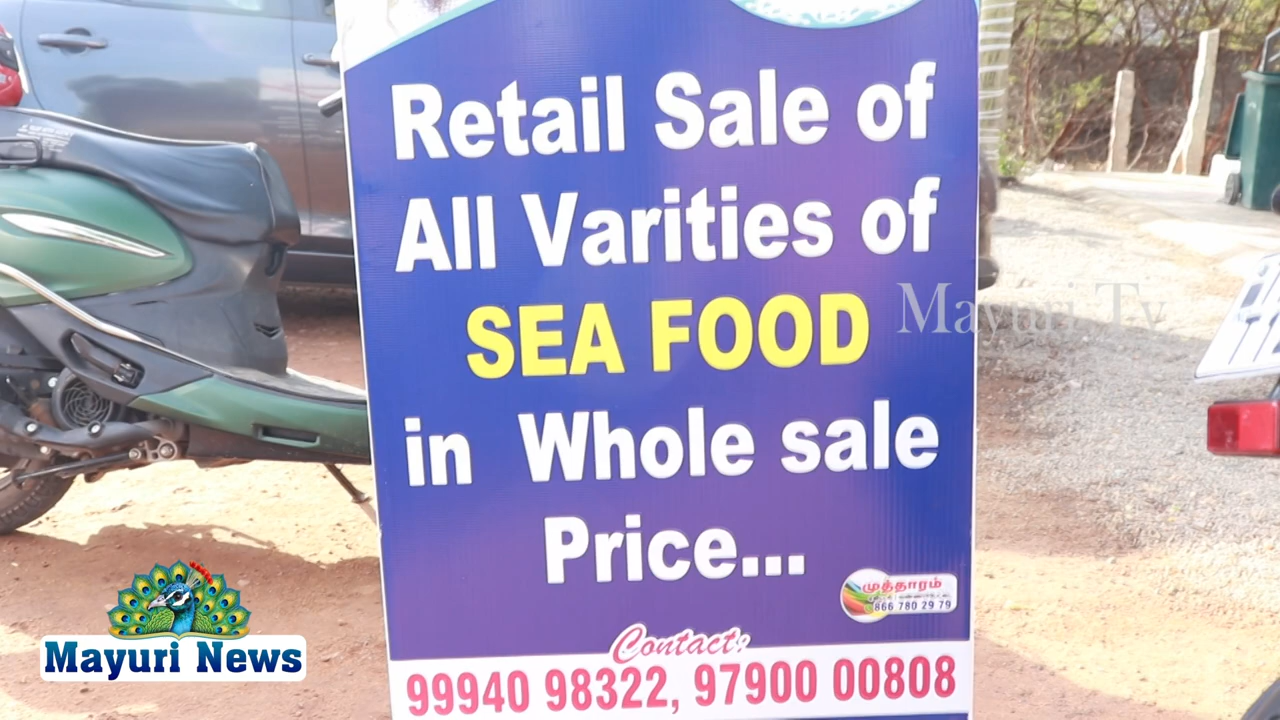 Retail Sale of
All Varities of
SEA FOOD
in Whole sale
Price...
Mayuri Tv
முத்தாரம்
866 780 29 79
Contact:
99940 98322, 97900 00808
Mayuri News